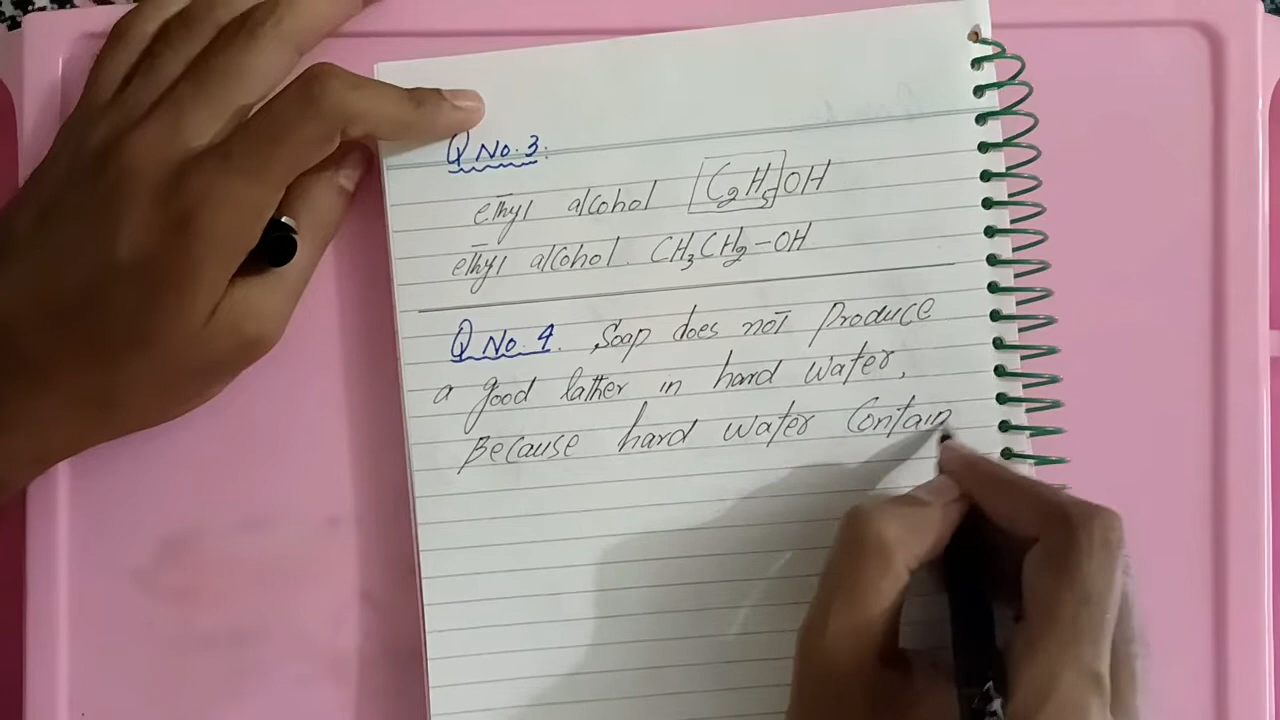 Q No. 3.
ethyl alcohol C₂H₅OH
ethyl alcohol. CH₃CH₂-OH
Q No. 4. Soap does not produce
a good lather in hard water,
Because hard water Contain